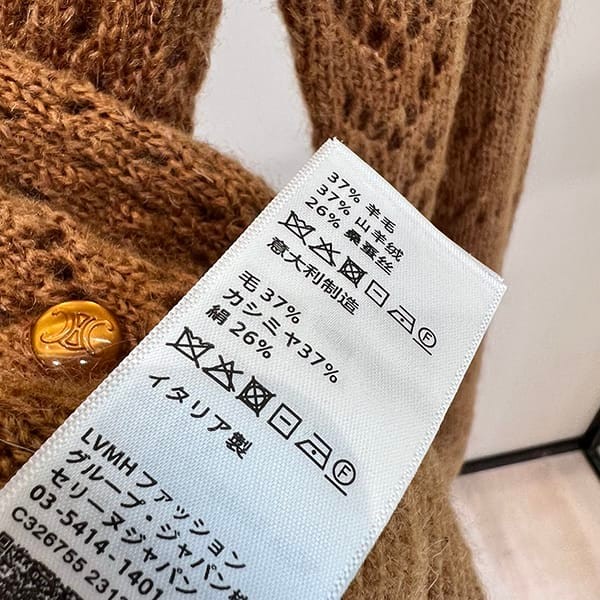 37% 羊毛
37% 山羊绒
26% 桑蚕丝
意大利制造
毛 37%
カシミヤ37%
絹 26%
イタリア製
LVMH ファッション
グループ・ジャパン株
セリーヌジャパン
03-5414-1401
C326755 2312